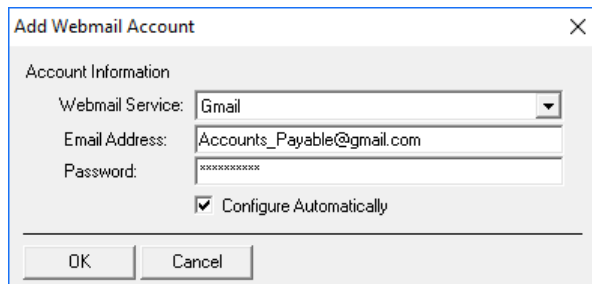 Add Webmail Account
Account Information
Webmail Service: Gmail
Email Address: Accounts_Payable@gmail.com
Password: **********
Configure Automatically
OK Cancel